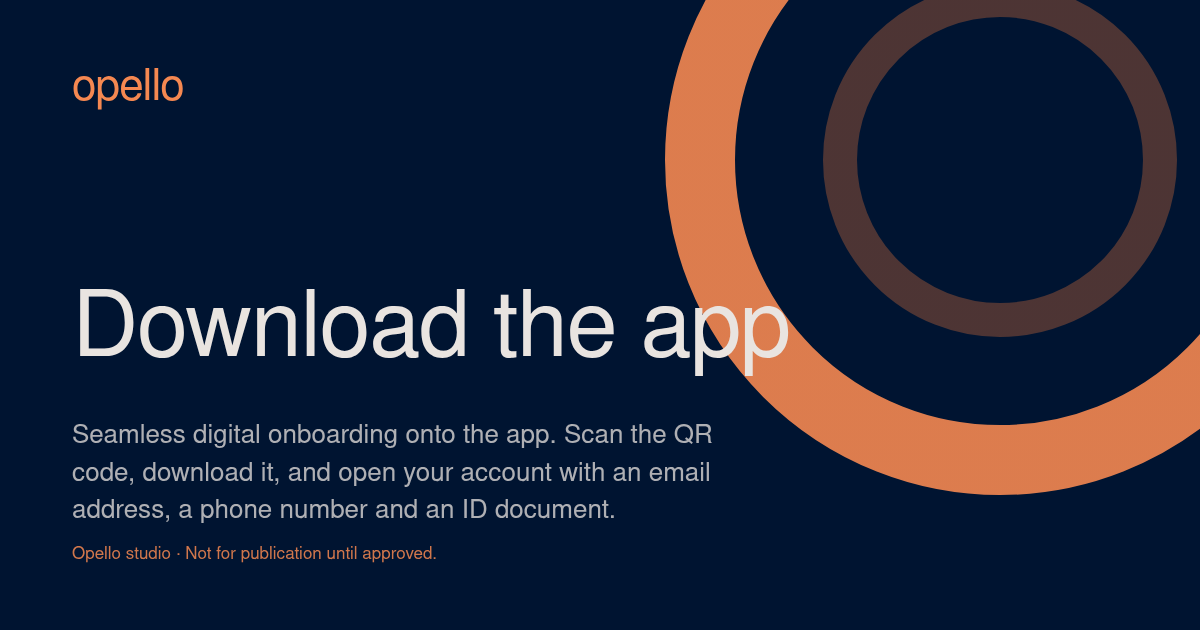 opello
Download the app
Seamless digital onboarding onto the app. Scan the QR
code, download it, and open your account with an email
address, a phone number and an ID document.
Opello studio · Not for publication until approved.